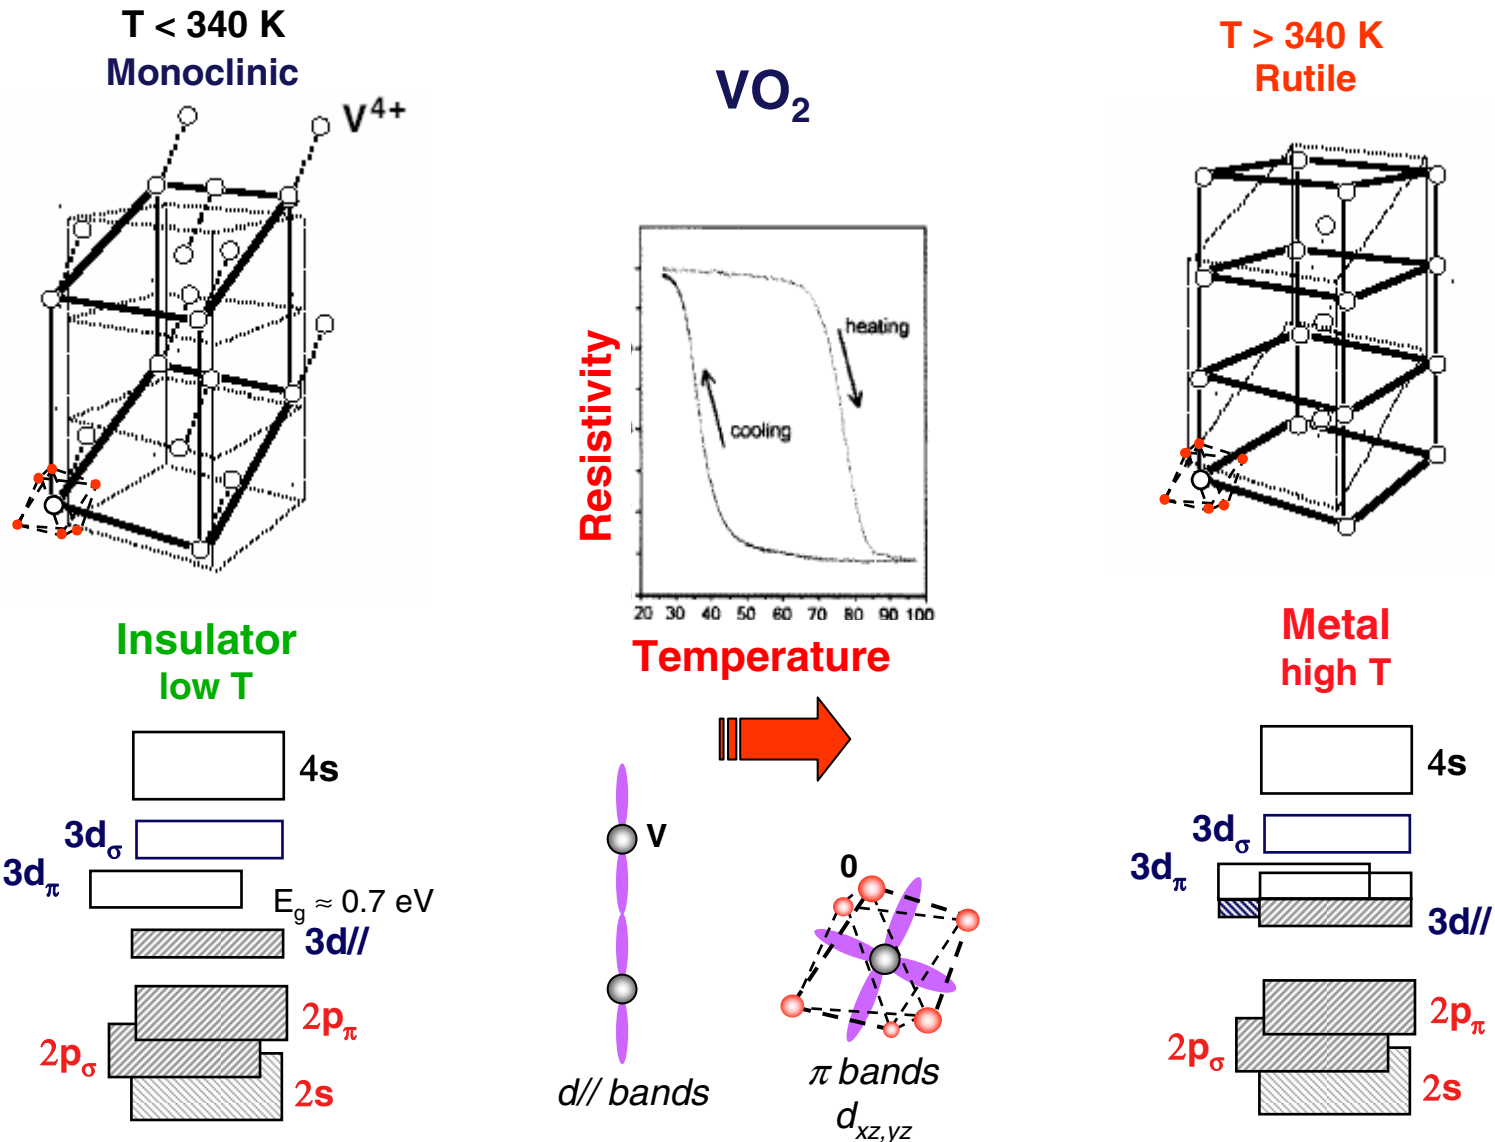 T < 340 K
Monoclinic
V4+
VO2
T > 340 K
Rutile
Resistivity
heating
cooling
20 30 40 50 60 70 80 90 100
Temperature
Insulator
low T
Metal
high T
4s
3dσ
3dπ
Eg ≈ 0.7 eV
3d//
2pπ
2pσ
2s
V
d// bands
0
π bands
dxz,yz
4s
3dσ
3dπ
3d//
2pπ
2pσ
2s